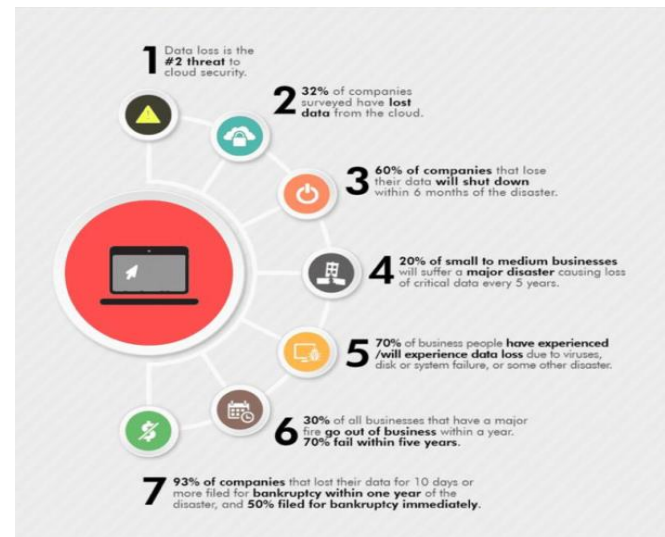 1 Data loss is the
#2 threat to
cloud security.
2 32% of companies
surveyed have lost
data from the cloud.
3 60% of companies that lose
their data will shut down
within 6 months of the disaster.
4 20% of small to medium businesses
will suffer a major disaster causing loss
of critical data every 5 years.
5 70% of business people have experienced
/will experience data loss due to viruses,
disk or system failure, or some other disaster.
6 30% of all businesses that have a major
fire go out of business within a year.
70% fail within five years.
7 93% of companies that lost their data for 10 days or
more filed for bankruptcy within one year of the
disaster, and 50% filed for bankruptcy immediately.